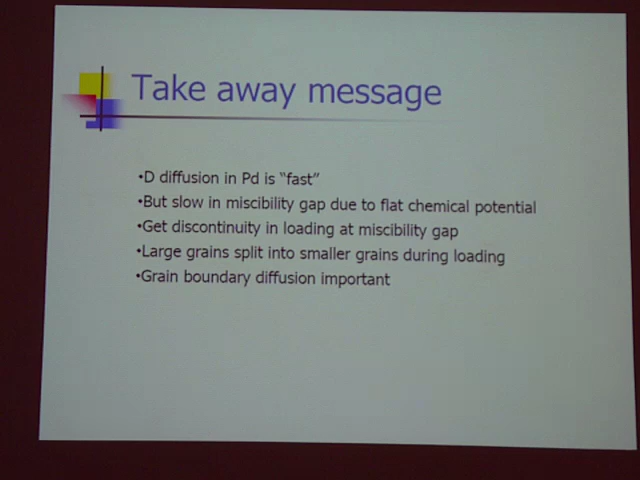 Take away message
•D diffusion in Pd is “fast”
•But slow in miscibility gap due to flat chemical potential
•Get discontinuity in loading at miscibility gap
•Large grains split into smaller grains during loading
•Grain boundary diffusion important